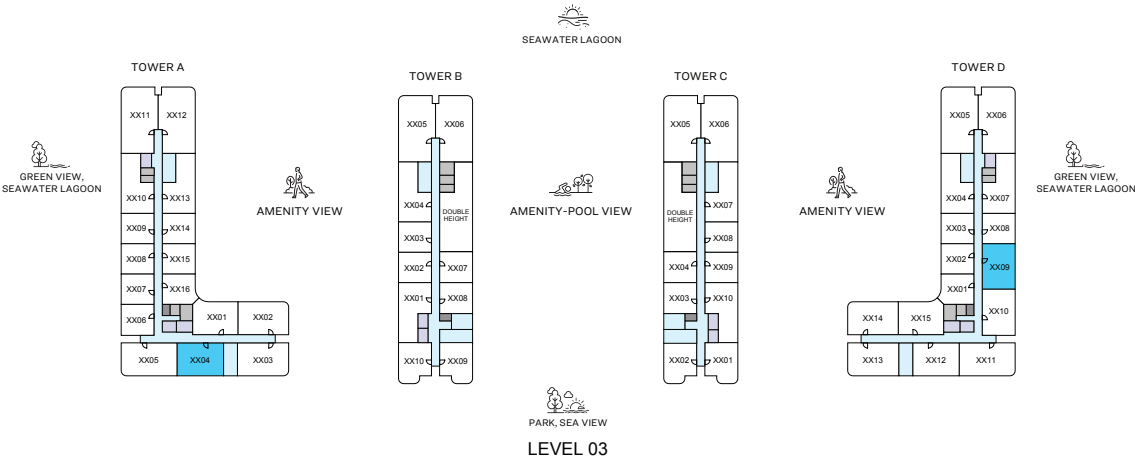 SEAWATER LAGOON
TOWER A
TOWER B
TOWER C
TOWER D
XX11 XX12
XX10 XX13
XX09 XX14
XX08 XX15
XX07 XX16
XX06 XX01 XX02
XX05 XX04 XX03
XX05 XX06
XX04 DOUBLE
HEIGHT
XX03
XX02 XX07
XX01 XX08
XX10 XX09
XX05 XX06
DOUBLE
HEIGHT XX07
XX08
XX04 XX09
XX03 XX10
XX02 XX01
XX05 XX06
XX04 XX07
XX03 XX08
XX02 XX09
XX01
XX14 XX15 XX10
XX13 XX12 XX11
GREEN VIEW,
SEAWATER LAGOON
AMENITY VIEW
AMENITY-POOL VIEW
AMENITY VIEW
GREEN VIEW,
SEAWATER LAGOON
PARK, SEA VIEW
LEVEL 03